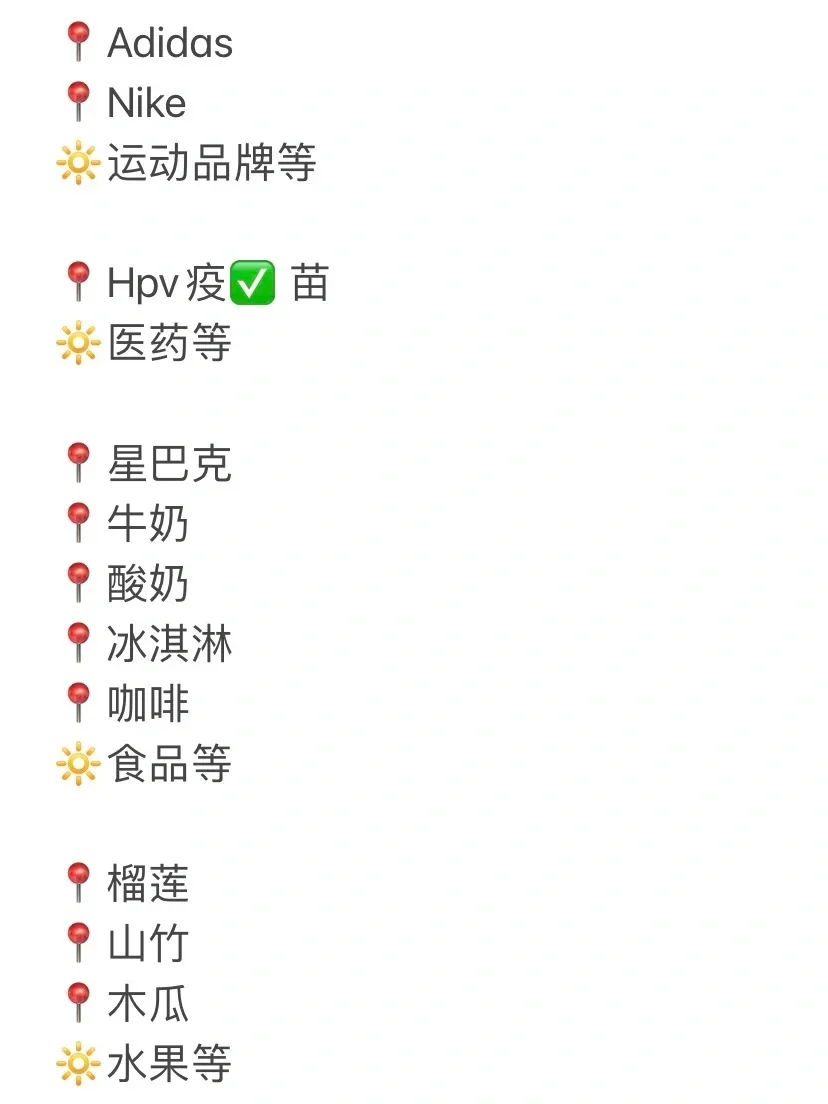 📍Adidas
📍Nike
🔆运动品牌等
📍Hpv疫✅ 苗
🔆医药等
📍星巴克
📍牛奶
📍酸奶
📍冰淇淋
📍咖啡
🔆食品等
📍榴莲
📍山竹
📍木瓜
🔆水果等